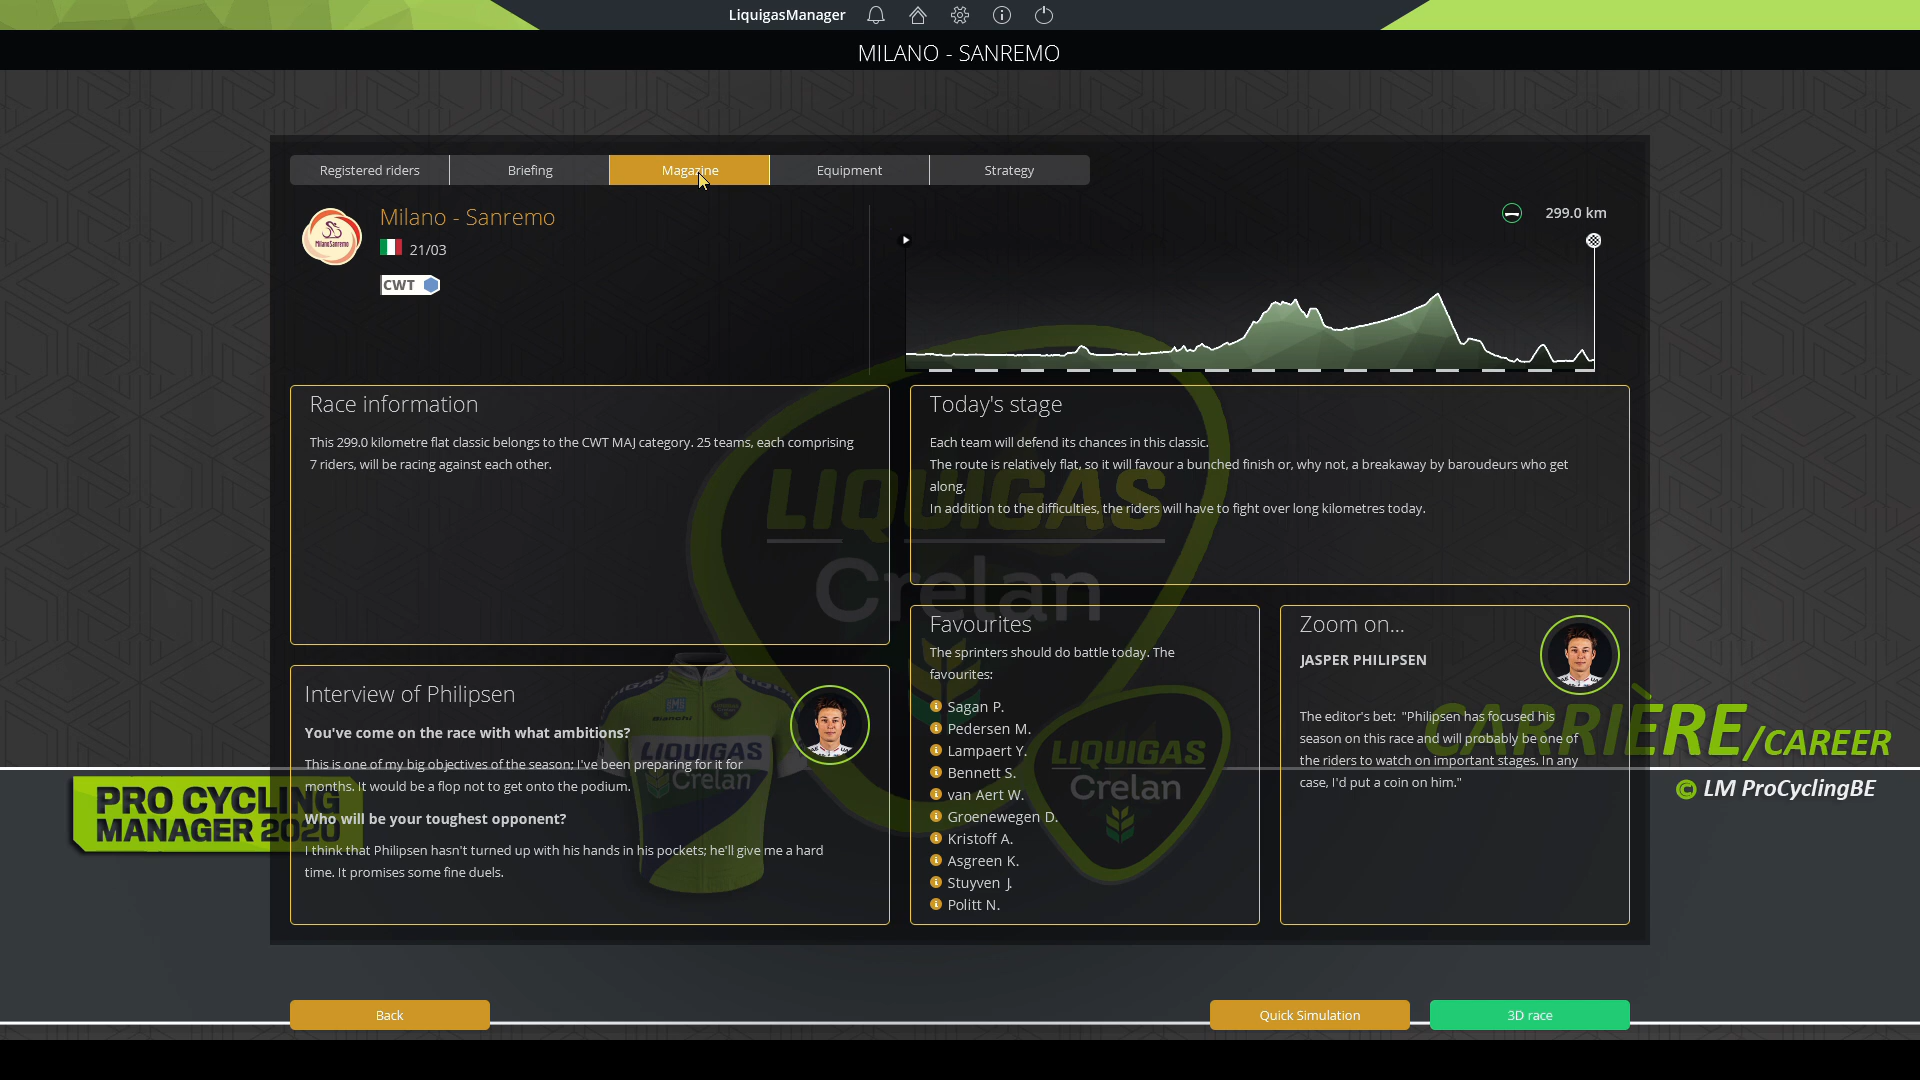 LiquigasManager
MILANO - SANREMO
Registered riders
Briefing
Magazine
Equipment
Strategy
Milano - Sanremo
21/03
CWT
MilanoSanremo
299.0 km
Race information
This 299.0 kilometre flat classic belongs to the CWT MAJ category. 25 teams, each comprising
7 riders, will be racing against each other.
Today's stage
Each team will defend its chances in this classic.
The route is relatively flat, so it will favour a bunched finish or, why not, a breakaway by baroudeurs who get
along.
In addition to the difficulties, the riders will have to fight over long kilometres today.
LIQUIGAS
Crelan
Interview of Philipsen
You've come on the race with what ambitions?
This is one of my big objectives of the season; I've been preparing for it for
months. It would be a flop not to get onto the podium.
Who will be your toughest opponent?
I think that Philipsen hasn't turned up with his hands in his pockets; he'll give me a hard
time. It promises some fine duels.
Favourites
The sprinters should do battle today. The
favourites:
Sagan P.
Pedersen M.
Lampaert Y.
Bennett S.
van Aert W.
Groenewegen D.
Kristoff A.
Asgreen K.
Stuyven J.
Politt N.
Zoom on...
JASPER PHILIPSEN
The editor's bet: "Philipsen has focused his
season on this race and will probably be one of
the riders to watch on important stages. In any
case, I'd put a coin on him."
LIQUIGAS
Bianchi
LIQUIGAS
Crelan
LIQUIGAS
Crelan
CARRIÈRE/CAREER
© LM ProCyclingBE
PRO CYCLING
MANAGER 2020
Back
Quick Simulation
3D race